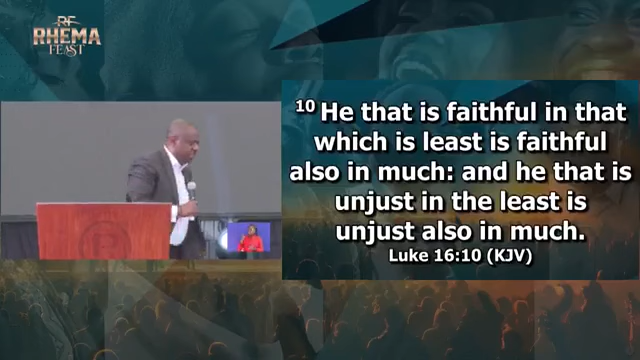 RF
RHEMA
FEAST
10 He that is faithful in that
which is least is faithful
also in much: and he that is
unjust in the least is
unjust also in much.
Luke 16:10 (KJV)